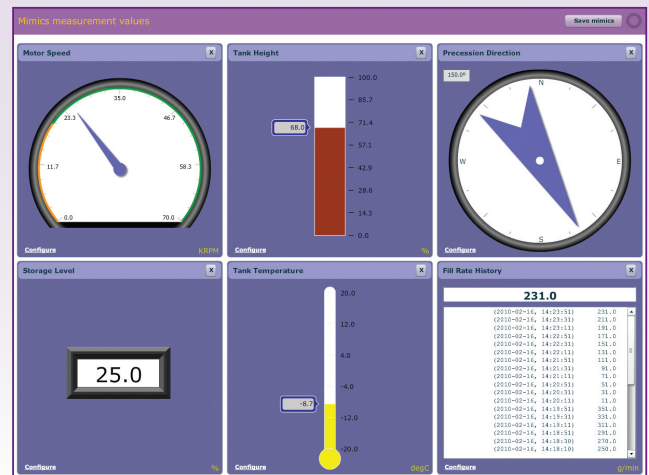 Mimics measurement values
Save mimics
Motor Speed
X
0.0
11.7
23.3
35.0
46.7
58.3
70.0
Configure
KRPM
Tank Height
X
68.0
100.0
85.7
71.4
57.1
42.9
28.6
14.3
0.0
Configure
%
Precession Direction
X
150.0º
N
W
E
S
Configure
Storage Level
X
25.0
Configure
%
Tank Temperature
X
-8.7
20.0
12.0
4.0
-4.0
-12.0
-20.0
Configure
degC
Fill Rate History
X
231.0
(2010-02-16, 14:23:51) 231.0
(2010-02-16, 14:23:31) 211.0
(2010-02-16, 14:23:11) 191.0
(2010-02-16, 14:22:51) 171.0
(2010-02-16, 14:22:31) 151.0
(2010-02-16, 14:22:11) 131.0
(2010-02-16, 14:21:51) 111.0
(2010-02-16, 14:21:31) 91.0
(2010-02-16, 14:21:11) 71.0
(2010-02-16, 14:20:51) 51.0
(2010-02-16, 14:20:31) 31.0
(2010-02-16, 14:20:11) 11.0
(2010-02-16, 14:19:51) 351.0
(2010-02-16, 14:19:31) 331.0
(2010-02-16, 14:19:11) 311.0
(2010-02-16, 14:18:51) 291.0
(2010-02-16, 14:18:30) 270.0
(2010-02-16, 14:18:10) 250.0
Configure
g/min